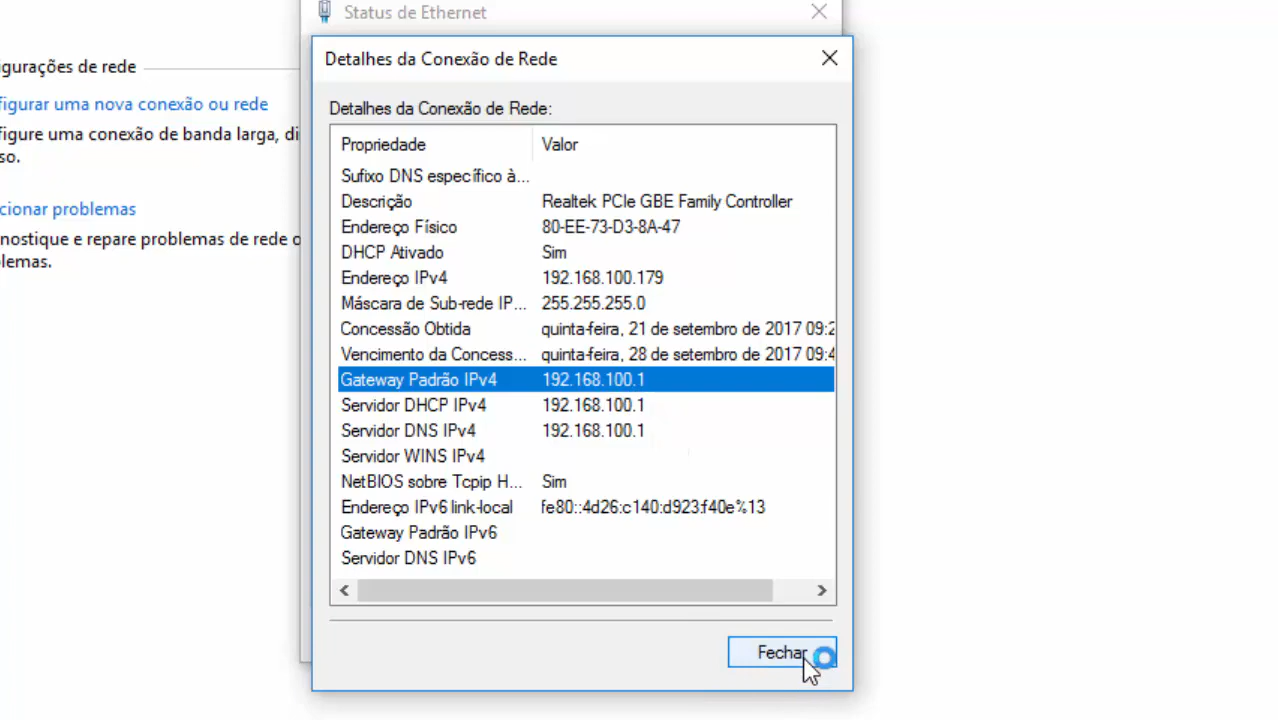 Status de Ethernet
Detalhes da Conexão de Rede
igurações de rede
figurar uma nova conexão ou rede
figure uma conexão de banda larga, di
so.
cionar problemas
nostique e repare problemas de rede o
lemas.
Detalhes da Conexão de Rede:
Propriedade Valor
Sufixo DNS específico à...
Descrição Realtek PCIe GBE Family Controller
Endereço Físico 80-EE-73-D3-8A-47
DHCP Ativado Sim
Endereço IPv4 192.168.100.179
Máscara de Sub-rede IP... 255.255.255.0
Concessão Obtida quinta-feira, 21 de setembro de 2017 09:2
Vencimento da Concess... quinta-feira, 28 de setembro de 2017 09:4
Gateway Padrão IPv4 192.168.100.1
Servidor DHCP IPv4 192.168.100.1
Servidor DNS IPv4 192.168.100.1
Servidor WINS IPv4
NetBIOS sobre Tcpip H... Sim
Endereço IPv6 link-local fe80::4d26:c140:d923:f40e%13
Gateway Padrão IPv6
Servidor DNS IPv6
Fechar